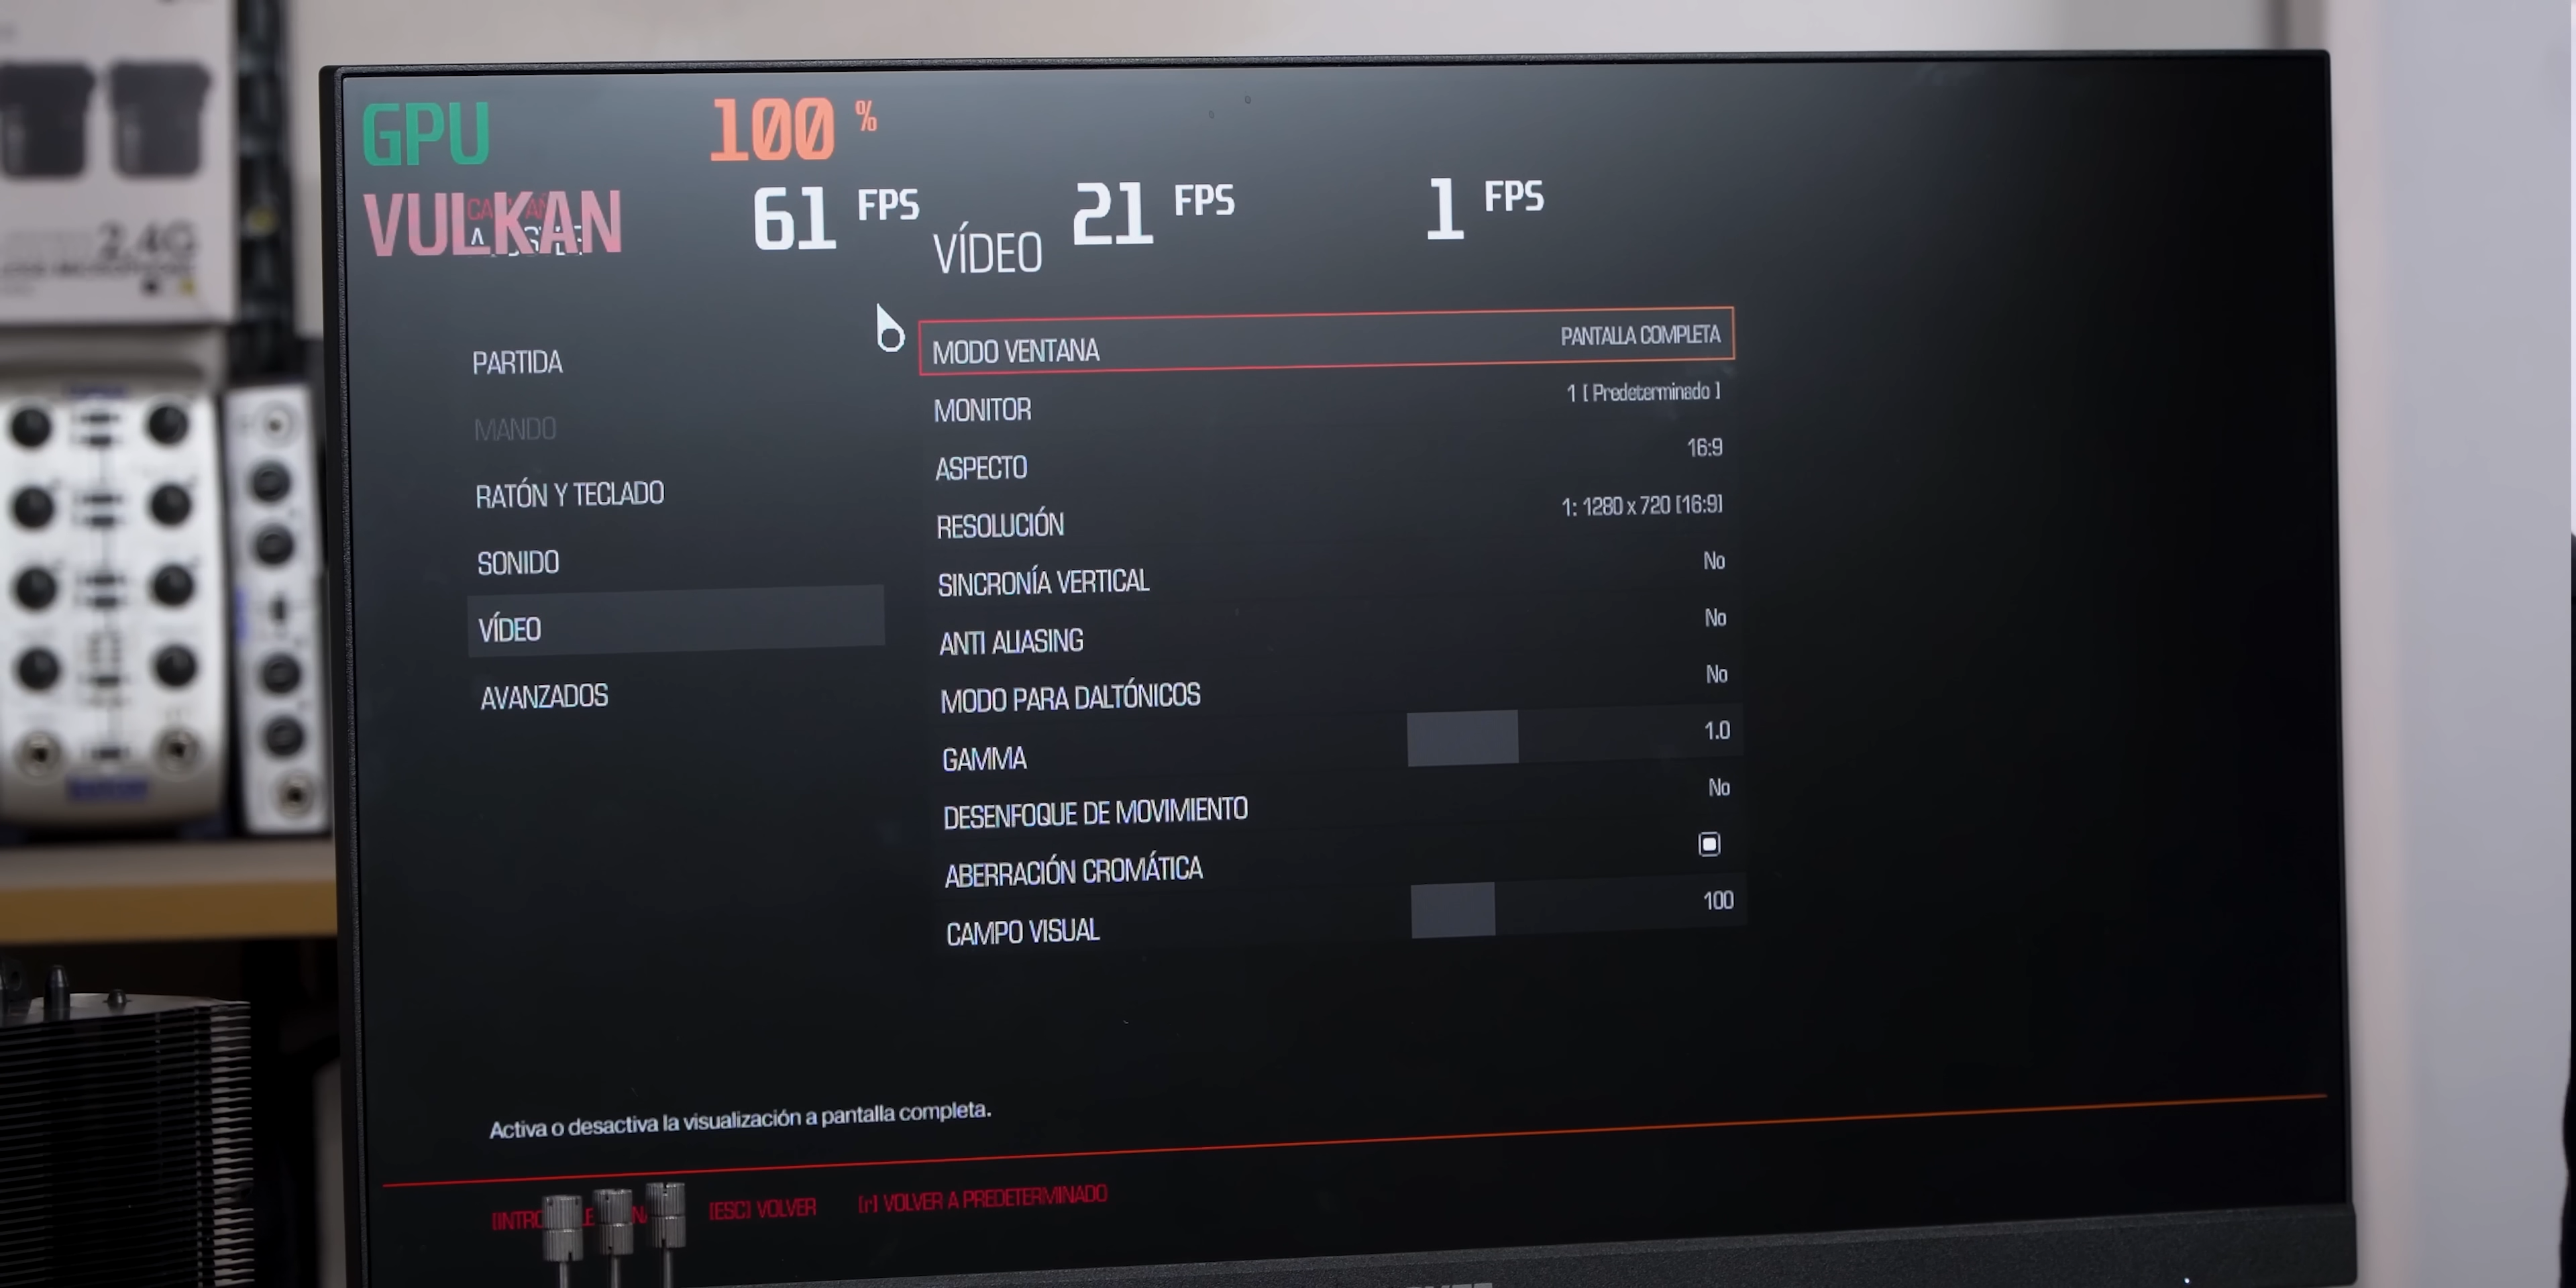 2.4G
GPU 100 %
VULKAN 61 FPS 21 FPS 1 FPS
VÍDEO
PARTIDA
MANDO
RATÓN Y TECLADO
SONIDO
VÍDEO
AVANZADOS
MODO VENTANA PANTALLA COMPLETA
MONITOR 1 [ Predeterminado ]
ASPECTO 16:9
RESOLUCIÓN 1: 1280 x 720 [16:9]
SINCRONÍA VERTICAL No
ANTI ALIASING No
MODO PARA DALTÓNICOS No
GAMMA 1.0
DESENFOQUE DE MOVIMIENTO No
ABERRACIÓN CROMÁTICA
CAMPO VISUAL 100
Activa o desactiva la visualización a pantalla completa.
[ESC] VOLVER [r] VOLVER A PREDETERMINADO